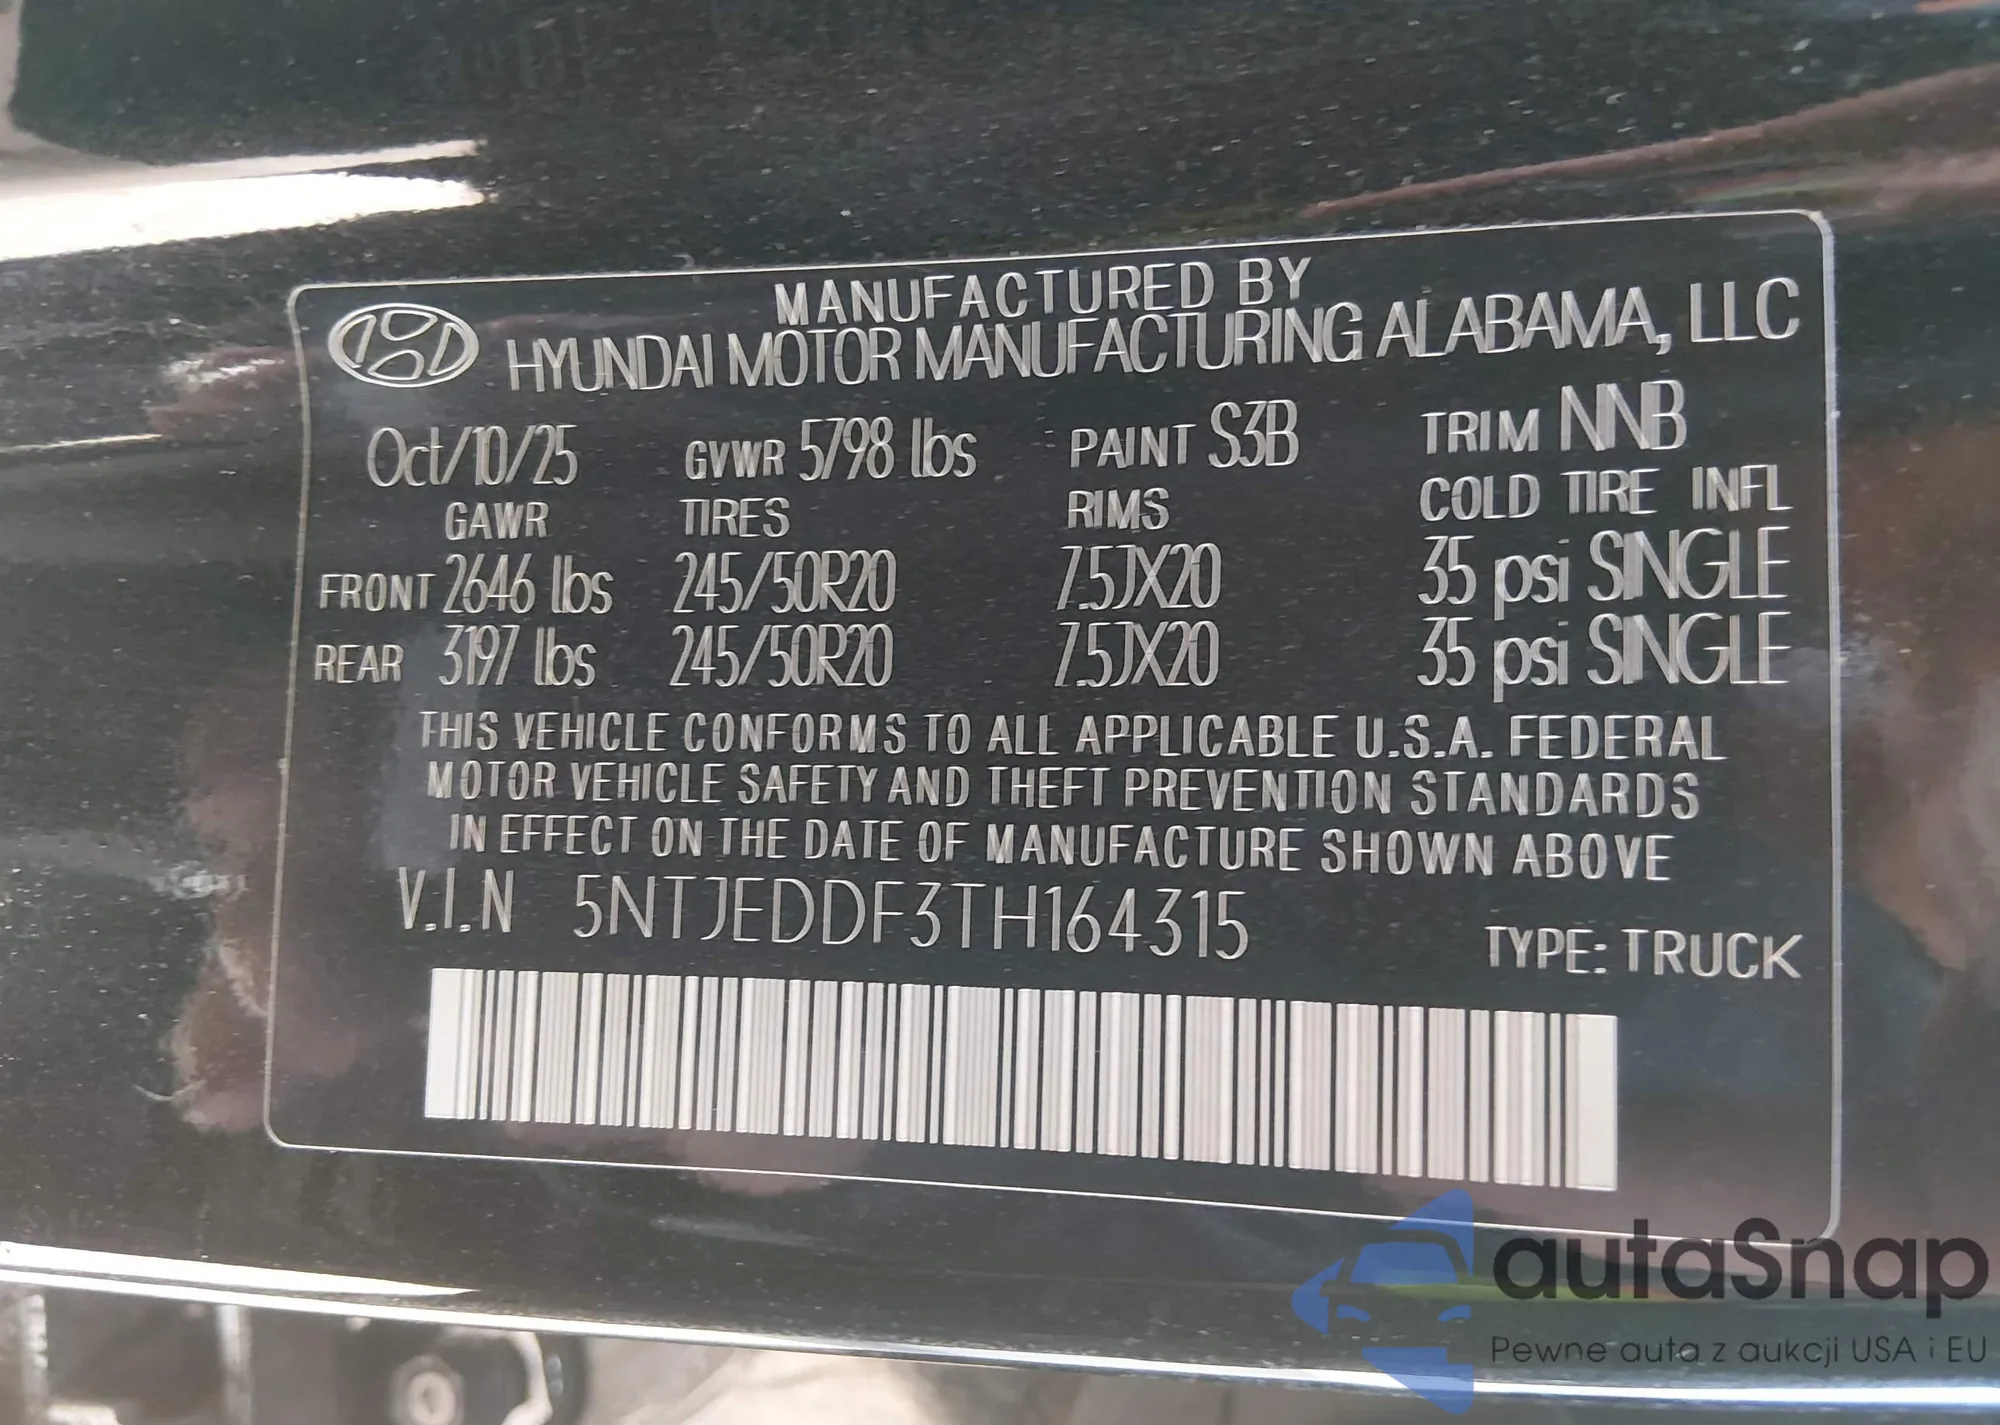 MANUFACTURED BY
HYUNDAI MOTOR MANUFACTURING ALABAMA, LLC
Oct/10/25 GVWR 5798 lbs PAINT S3B TRIM NNB
GAWR TIRES RIMS COLD TIRE INFL
FRONT 2646 lbs 245/50R20 7.5JX20 35 psi SINGLE
REAR 3197 lbs 245/50R20 7.5JX20 35 psi SINGLE
THIS VEHICLE CONFORMS TO ALL APPLICABLE U.S.A. FEDERAL
MOTOR VEHICLE SAFETY AND THEFT PREVENTION STANDARDS
IN EFFECT ON THE DATE OF MANUFACTURE SHOWN ABOVE
V.I.N 5NTJEDDF3TH164315
TYPE: TRUCK
autaSnap
Pewne auta z aukcji USA i EU